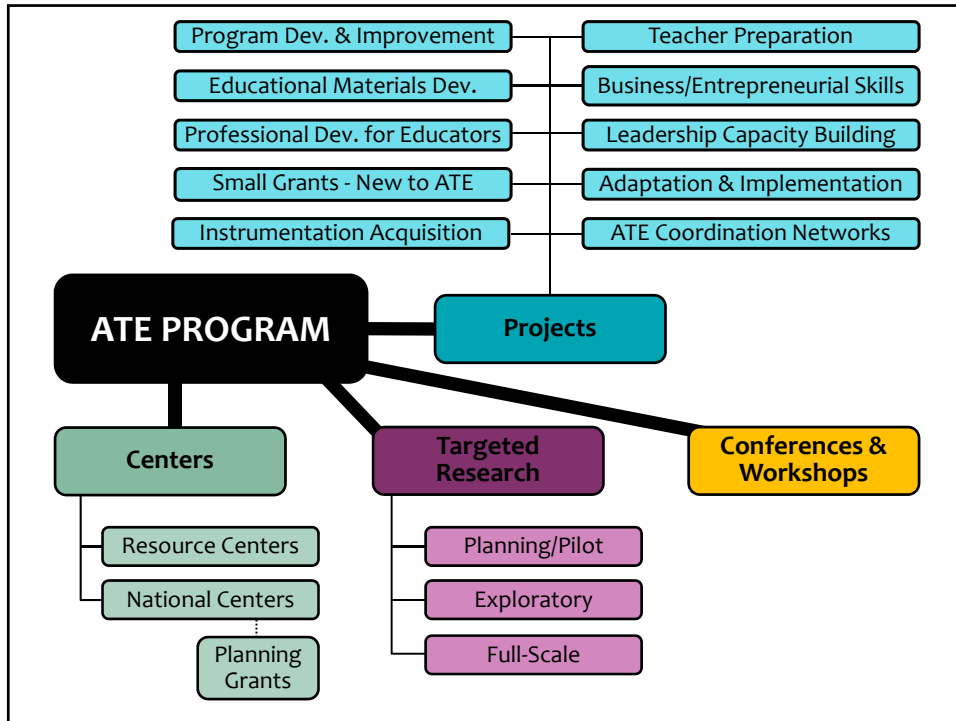 Program Dev. & Improvement
Teacher Preparation
Educational Materials Dev.
Business/Entrepreneurial Skills
Professional Dev. for Educators
Leadership Capacity Building
Small Grants - New to ATE
Adaptation & Implementation
Instrumentation Acquisition
ATE Coordination Networks
ATE PROGRAM
Projects
Centers
Targeted
Research
Conferences &
Workshops
Resource Centers
National Centers
Planning
Grants
Planning/Pilot
Exploratory
Full-Scale